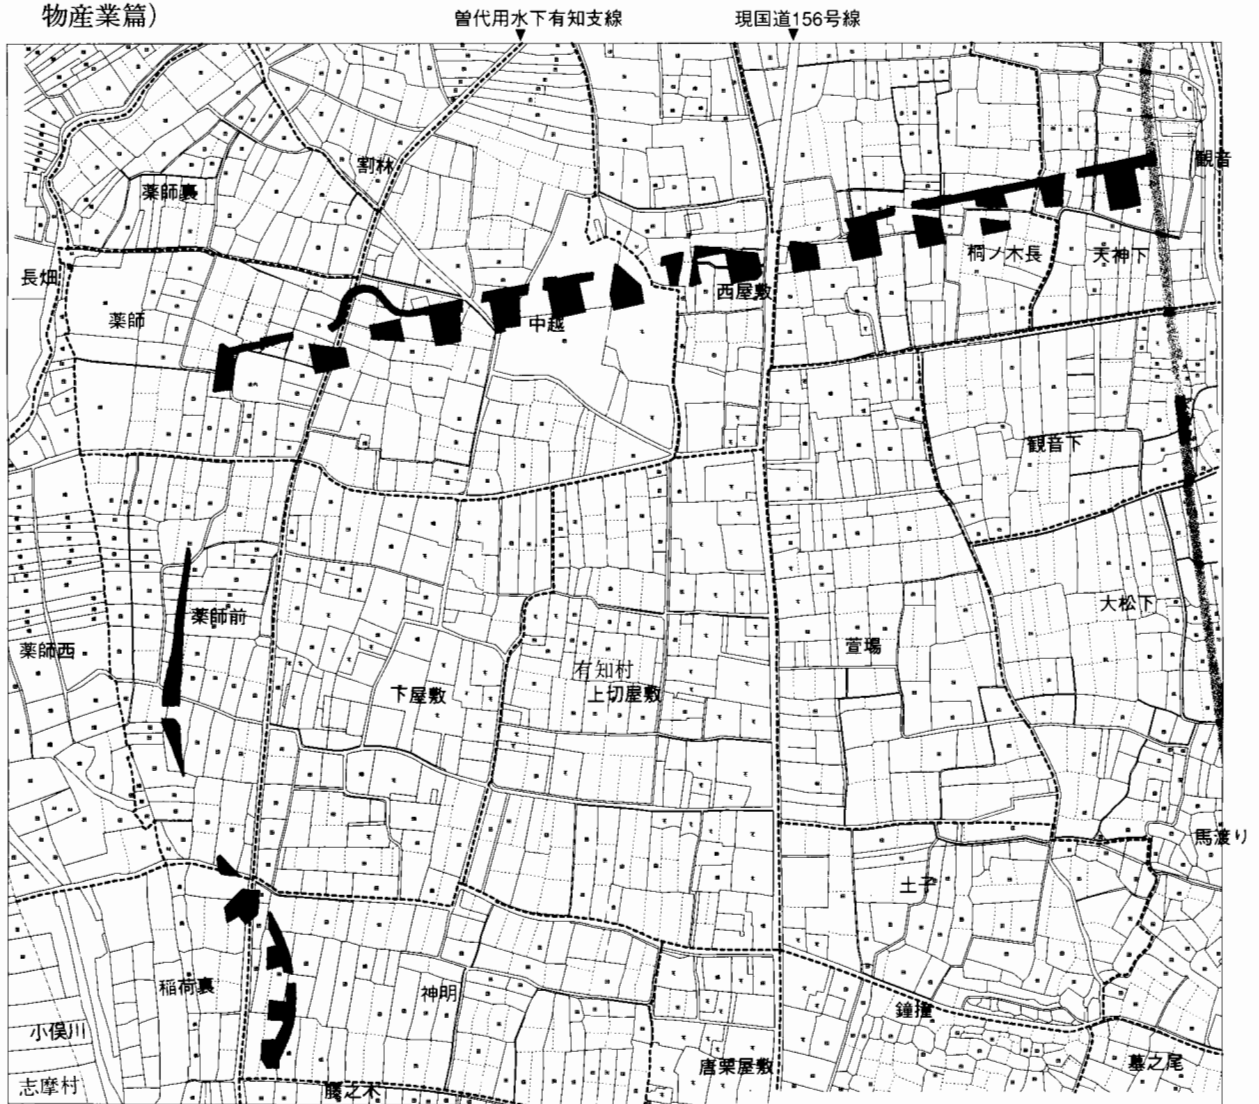 物産業篇）
曽代用水下有知支線
現国道156号線
▼
▼
割林
観音
薬師裏
桐ノ木長
天神下
長畑
西屋敷
薬師
中越
観音下
大松下
薬師前
薬師西
萱場
有知村
下屋敷
上切屋敷
馬渡り
土子
稲荷裏
神明
鐘撞
小俣川
墓之尾
唐栗屋敷
志摩村
藤之木